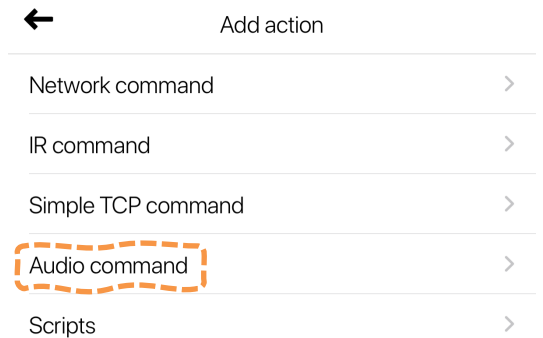 Add action
Network command
IR command
Simple TCP command
Audio command
Scripts